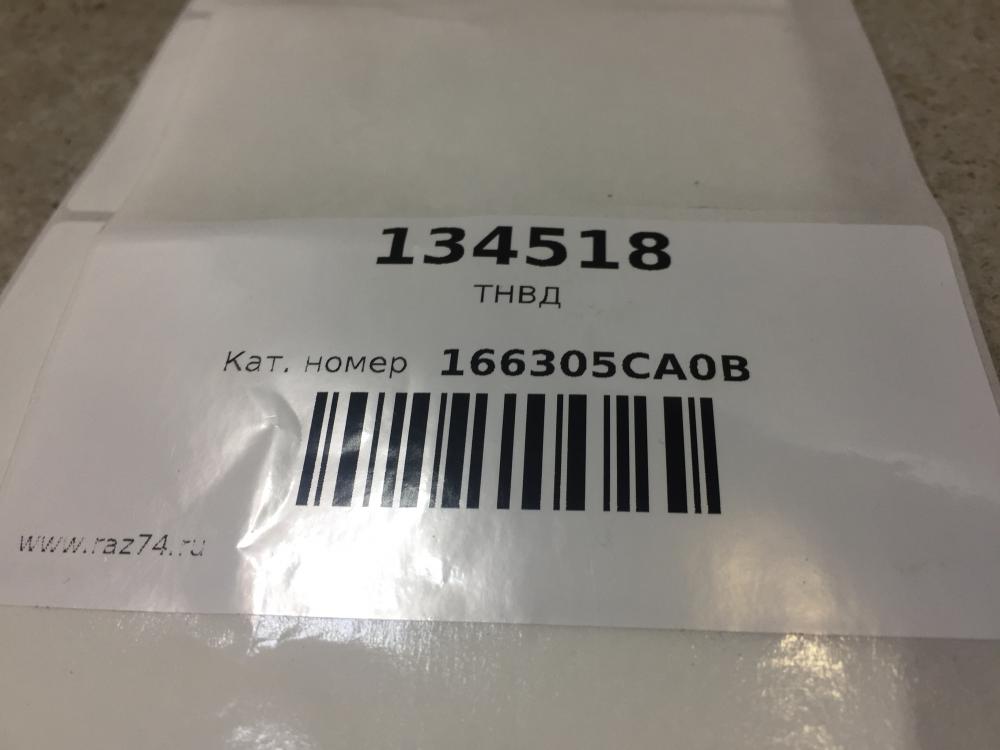 134518
ТНВД
Кат. номер 166305CA0B
www.raz74.ru